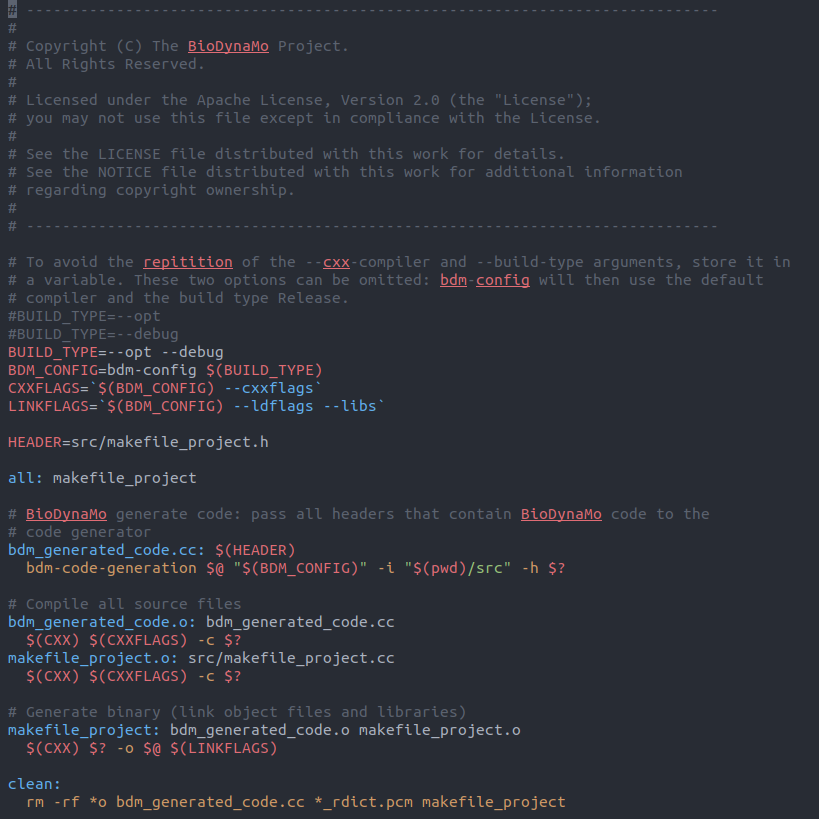 # -----------------------------------------------------------------------------
#
# Copyright (C) The BioDynaMo Project.
# All Rights Reserved.
#
# Licensed under the Apache License, Version 2.0 (the "License");
# you may not use this file except in compliance with the License.
#
# See the LICENSE file distributed with this work for details.
# See the NOTICE file distributed with this work for additional information
# regarding copyright ownership.
#
# -----------------------------------------------------------------------------
# To avoid the repitition of the --cxx-compiler and --build-type arguments, store it in
# a variable. These two options can be omitted: bdm-config will then use the default
# compiler and the build type Release.
#BUILD_TYPE=--opt
#BUILD_TYPE=--debug
BUILD_TYPE=--opt --debug
BDM_CONFIG=bdm-config $(BUILD_TYPE)
CXXFLAGS=`$(BDM_CONFIG) --cxxflags`
LINKFLAGS=`$(BDM_CONFIG) --ldflags --libs`
HEADER=src/makefile_project.h
all: makefile_project
# BioDynaMo generate code: pass all headers that contain BioDynaMo code to the
# code generator
bdm_generated_code.cc: $(HEADER)
  bdm-code-generation $@ "$(BDM_CONFIG)" -i "$(pwd)/src" -h $?
# Compile all source files
bdm_generated_code.o: bdm_generated_code.cc
  $(CXX) $(CXXFLAGS) -c $?
makefile_project.o: src/makefile_project.cc
  $(CXX) $(CXXFLAGS) -c $?
# Generate binary (link object files and libraries)
makefile_project: bdm_generated_code.o makefile_project.o
  $(CXX) $? -o $@ $(LINKFLAGS)
clean:
  rm -rf *o bdm_generated_code.cc *_rdict.pcm makefile_project